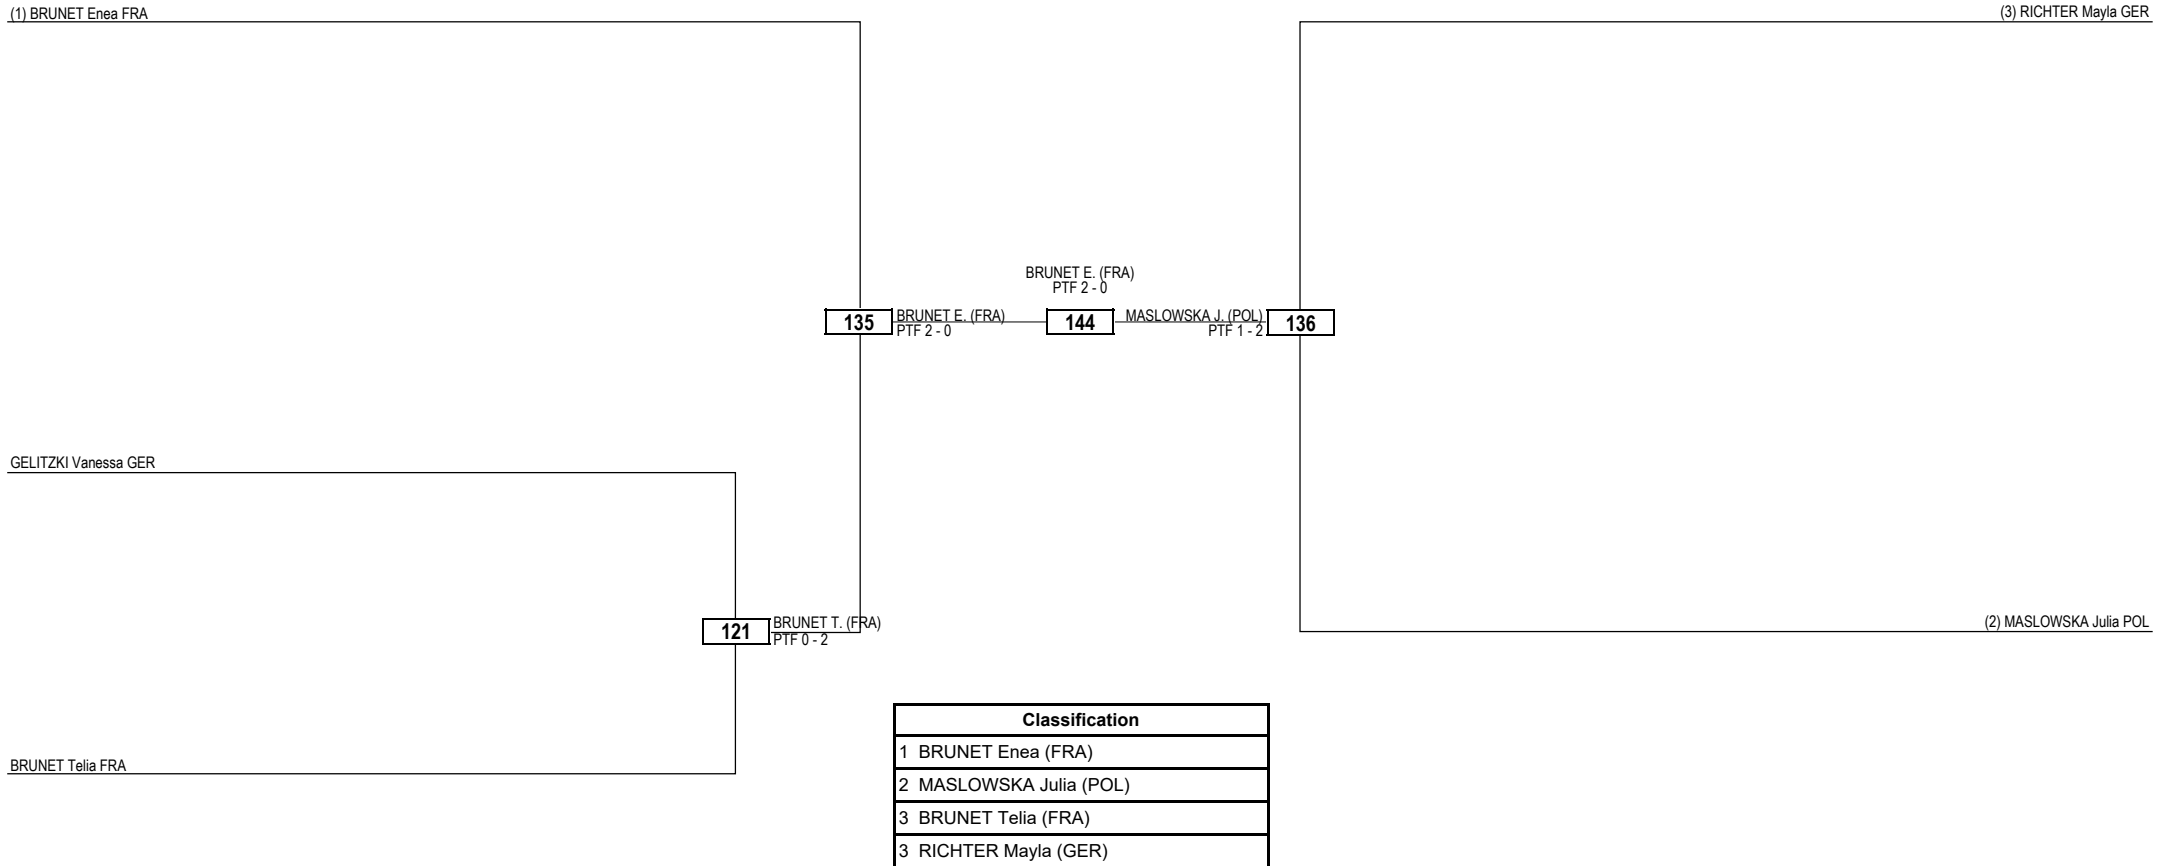 (1) BRUNET Enea FRA
(3) RICHTER Mayla GER
BRUNET E. (FRA)
PTF 2 - 0
135
BRUNET E. (FRA)
PTF 2 - 0
144
MASLOWSKA J. (POL)
PTF 1 - 2
136
GELITZKI Vanessa GER
121
BRUNET T. (FRA)
PTF 0 - 2
(2) MASLOWSKA Julia POL
BRUNET Telia FRA
Classification
1 BRUNET Enea (FRA)
2 MASLOWSKA Julia (POL)
3 BRUNET Telia (FRA)
3 RICHTER Mayla (GER)